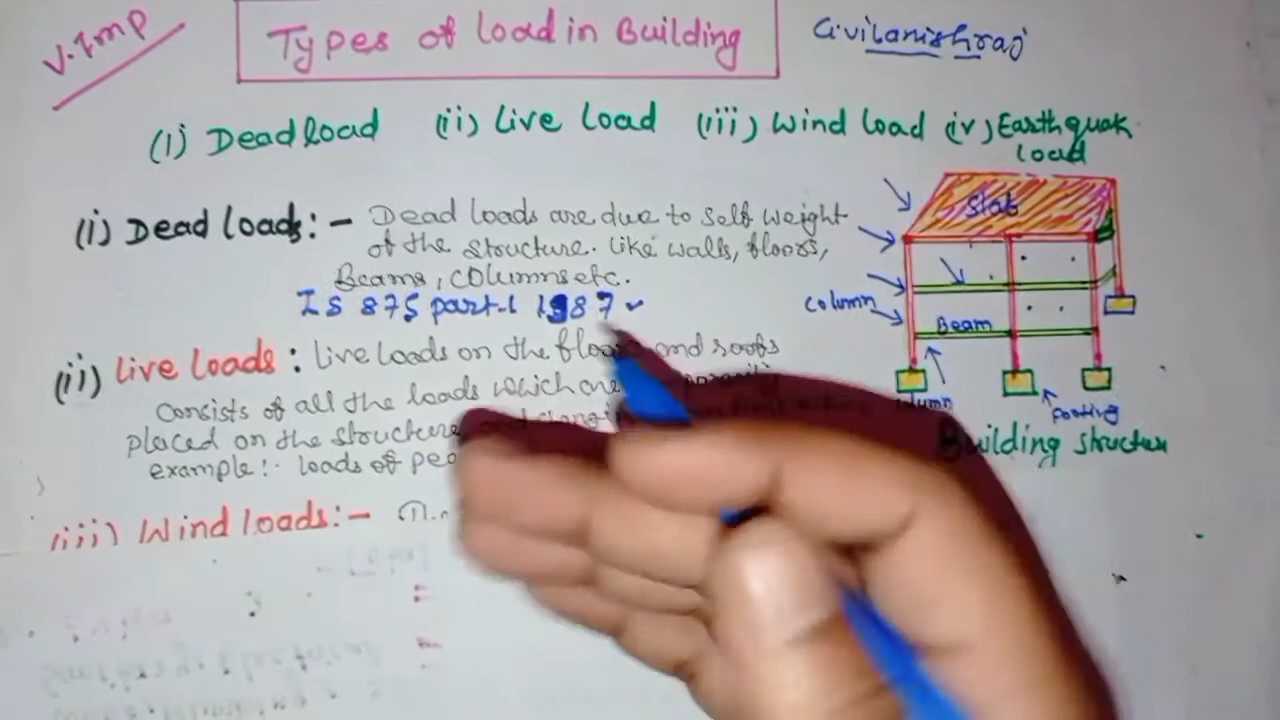 V.Imp
Types of load in Building
Civilanishraj
(i) Dead load (ii) Live load (iii) Wind load (iv) Earthquak
load
(i) Dead loads:- Dead loads are due to self weight
of the structure. like walls, floors,
Beams, columns etc.
IS 875 part-1 1987
(ii) Live loads: Live loads on the floors and roofs
Consists of all the loads which are
placed on the structure and
example:- loads of
(iii) Wind loads:-
Slab
Column
Beam
footing
Building structure